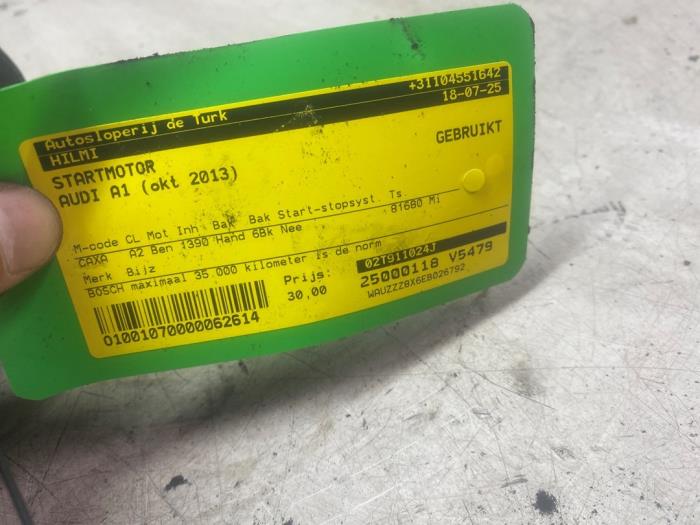 Autosloperij de Turk +31104551642
HILMI 18-07-25
STARTMOTOR GEBRUIKT
AUDI A1 (okt 2013)
M-code CL Mot Inh Bak Bak Start-stopsyst. Ts.
CAXA A2 Ben 1390 Hand 6Bk Nee 81680 Mi
Merk Bijz
BOSCH maximaal 35.000 kilometer is de norm
02T911024J
Prijs: 25000118 V5479
30,00 WAUZZZ8X6EB026792
01001070000062614